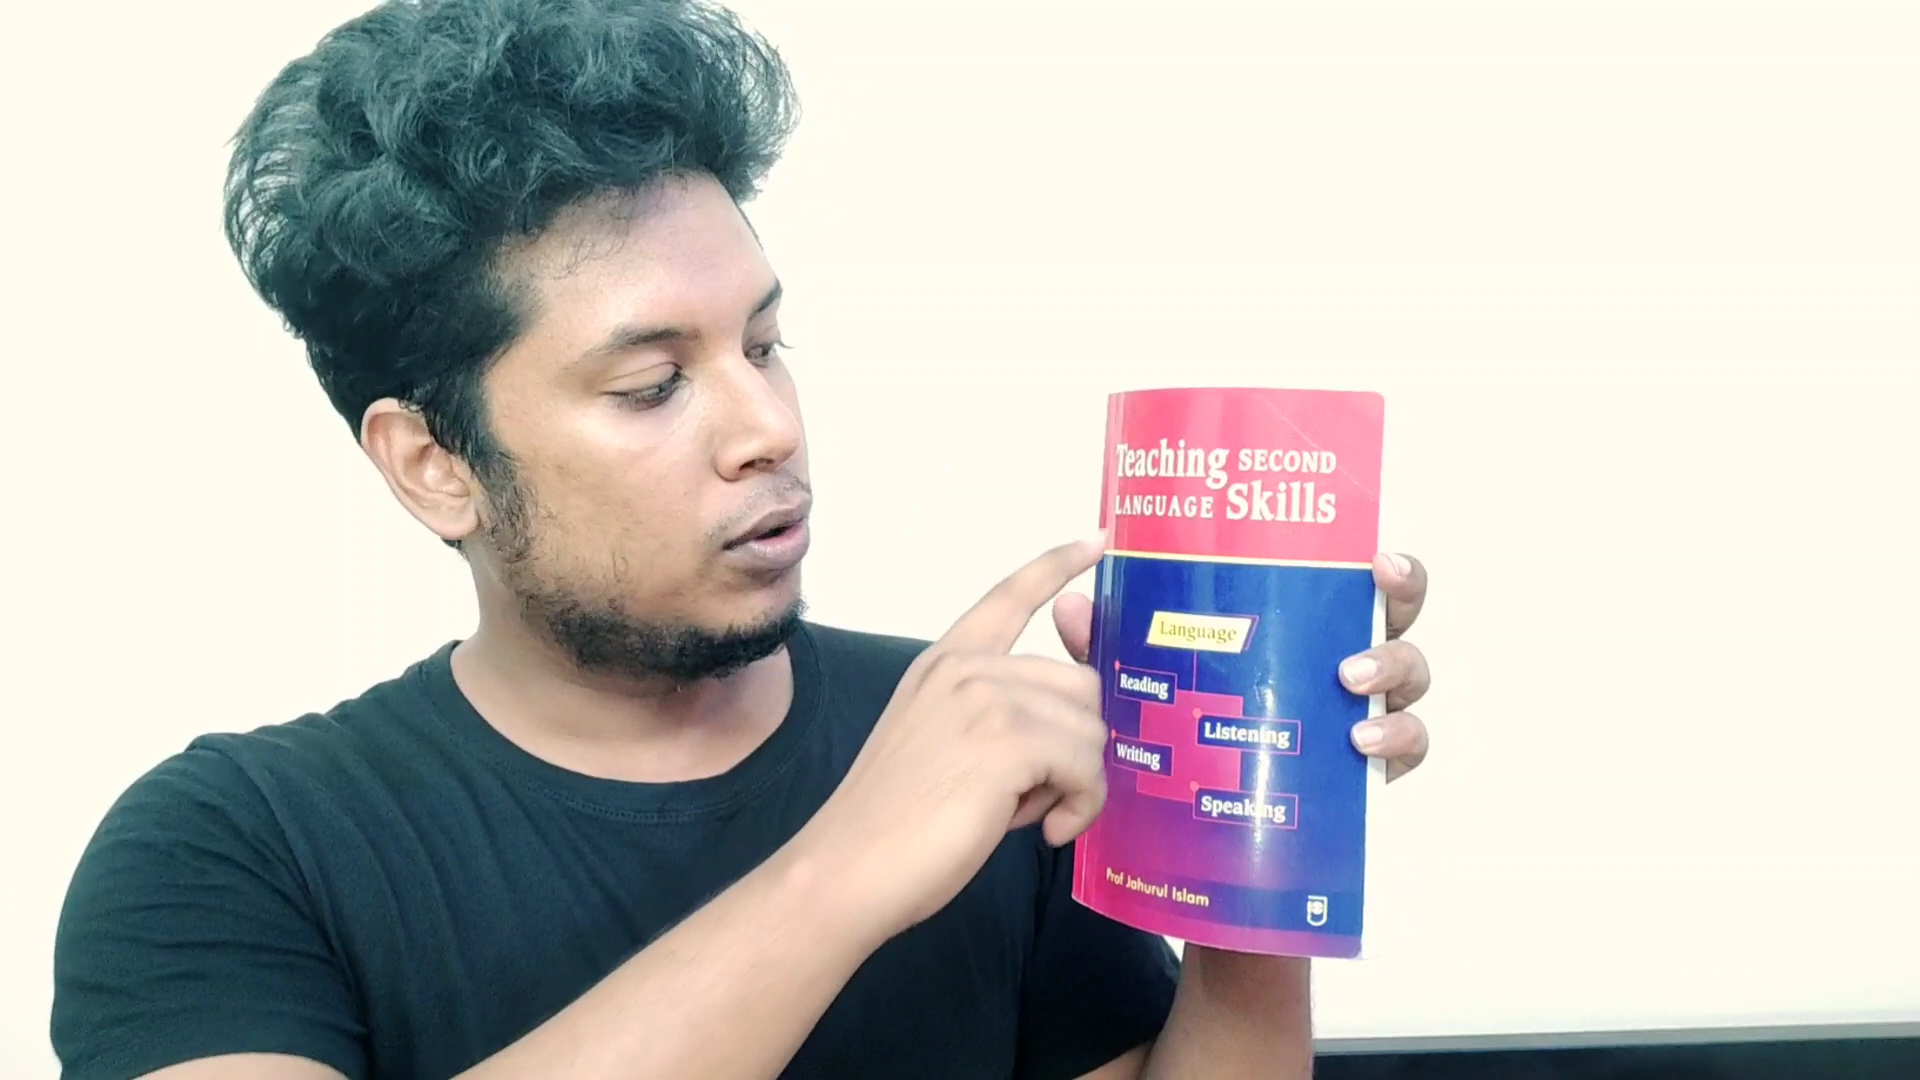 Teaching SECOND
LANGUAGE Skills
Language
Reading
Listening
Writing
Speaking
Prof Jahurul Islam